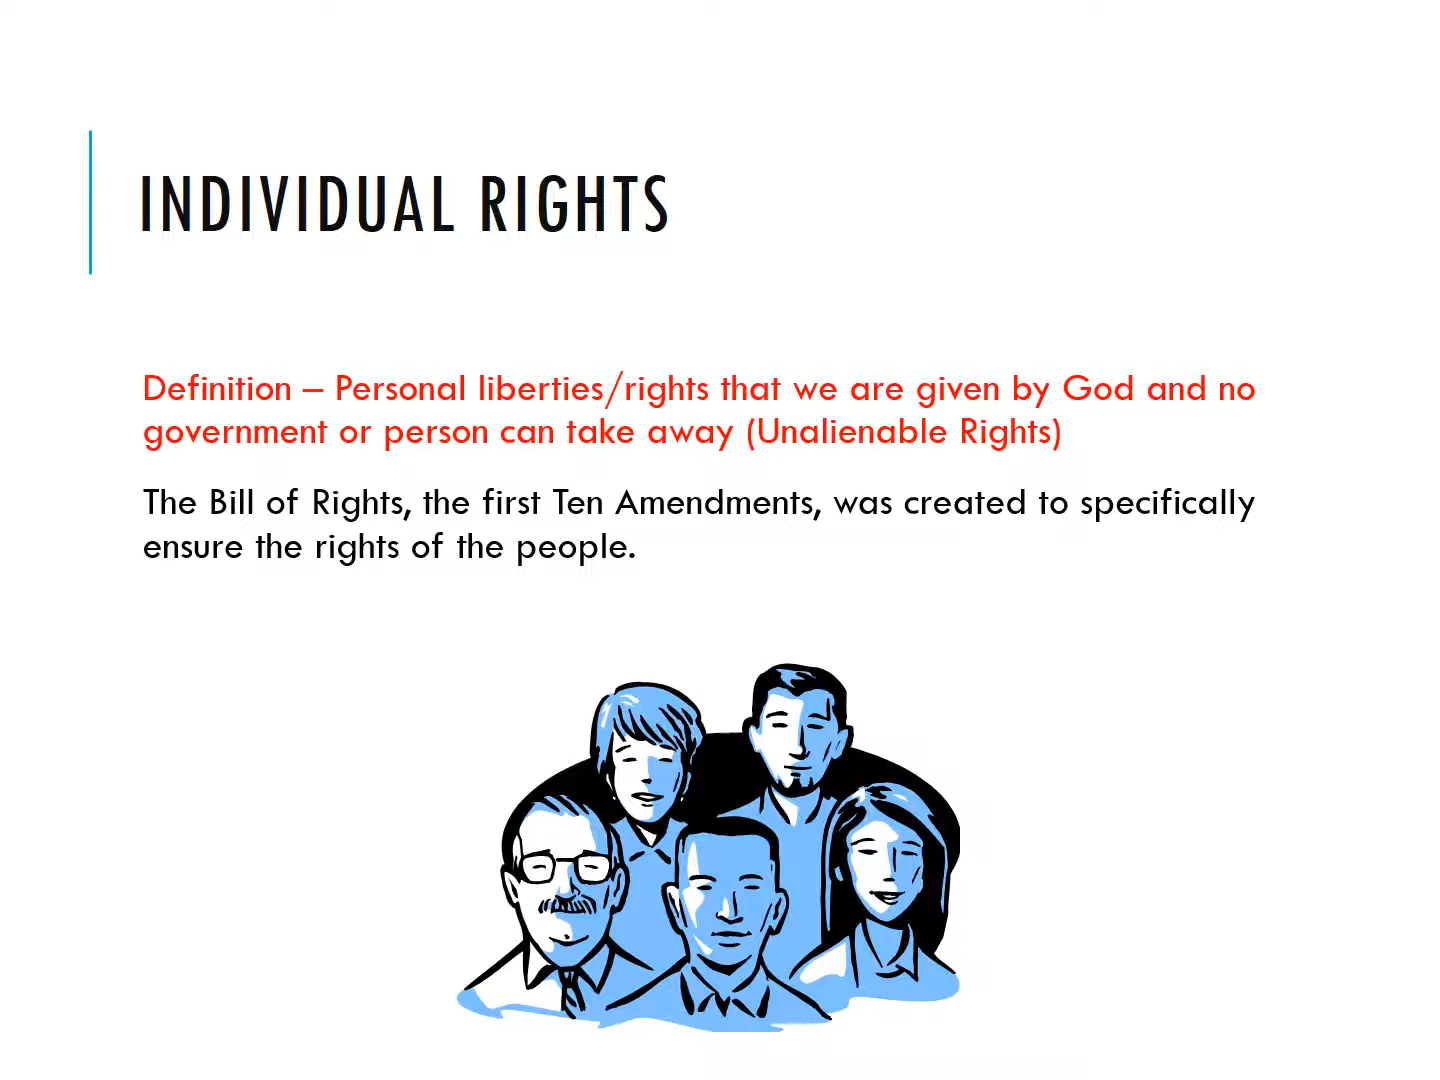 INDIVIDUAL RIGHTS
Definition – Personal liberties/rights that we are given by God and no
government or person can take away (Unalienable Rights)
The Bill of Rights, the first Ten Amendments, was created to specifically
ensure the rights of the people.